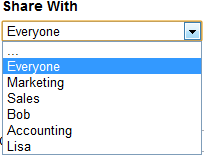 Share With
Everyone
...
Everyone
Marketing
Sales
Bob
Accounting
Lisa